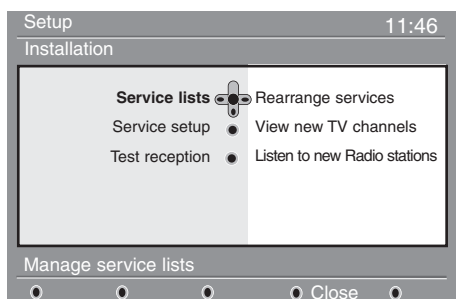 Setup 11:46
Installation
Service lists Rearrange services
Service setup View new TV channels
Test reception Listen to new Radio stations
Manage service lists
Close